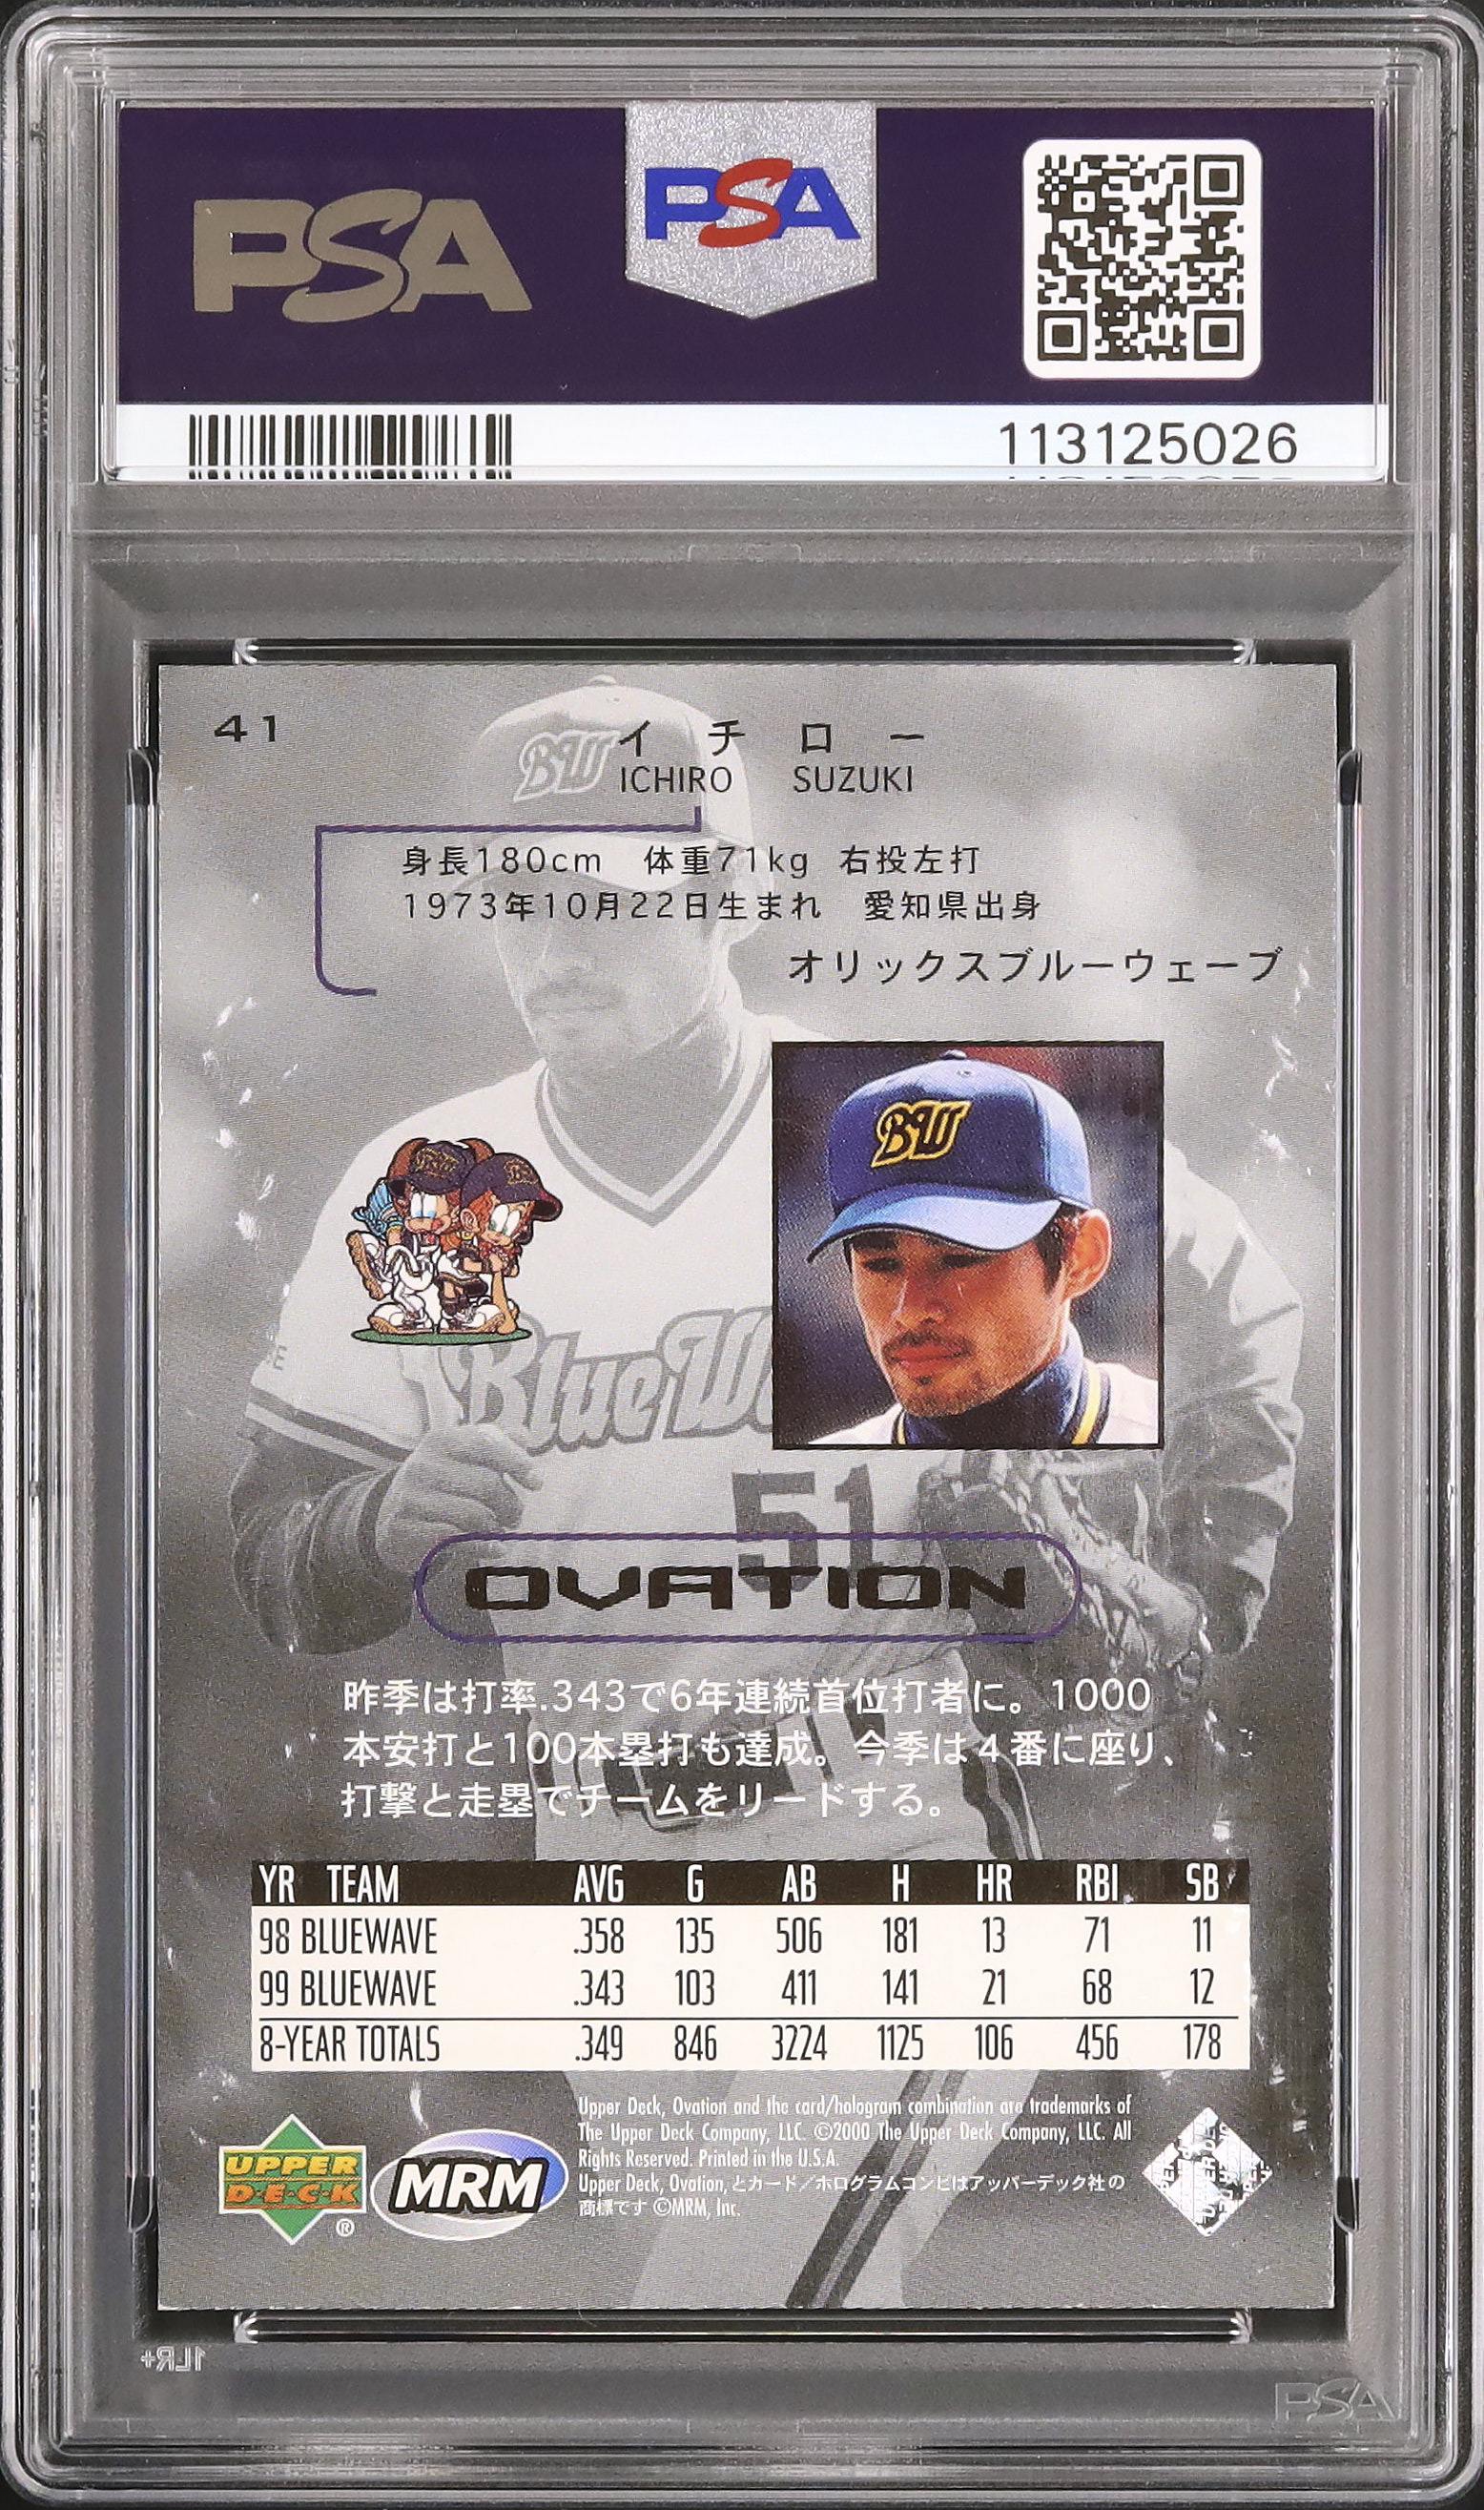 PSA
PSA
113125026
41
イチロー
ICHIRO SUZUKI
身長180cm 体重71kg 右投左打
1973年10月22日生まれ 愛知県出身
オリックスブルーウェーブ
BW
BW
Blue W
51
OVATION
昨季は打率.343で6年連続首位打者に。1000
本安打と100本塁打も達成。今季は4番に座り、
打撃と走塁でチームをリードする。
YR TEAM AVG G AB H HR RBI SB
98 BLUEWAVE .358 135 506 181 13 71 11
99 BLUEWAVE .343 103 411 141 21 68 12
8-YEAR TOTALS .349 846 3224 1125 106 456 178
Upper Deck, Ovation and the card/hologram combination are trademarks of
The Upper Deck Company, LLC. ©2000 The Upper Deck Company, LLC. All
Rights Reserved. Printed in the U.S.A.
Upper Deck, Ovation, とカード／ホログラムコンビはアッパーデック社の
商標です ©MRM, Inc.
UPPER
D·E·C·K
®
MRM
1LR+
PSA